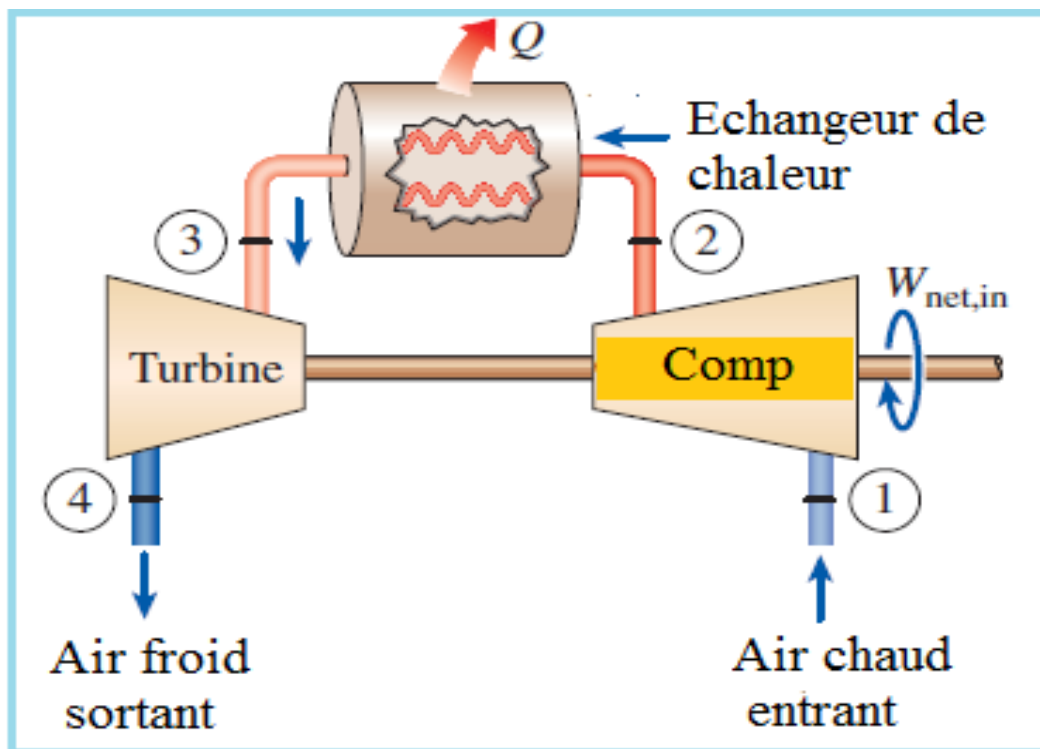 Q
Echangeur de
chaleur
3
2
W net,in
Turbine
Comp
4
1
Air froid
sortant
Air chaud
entrant